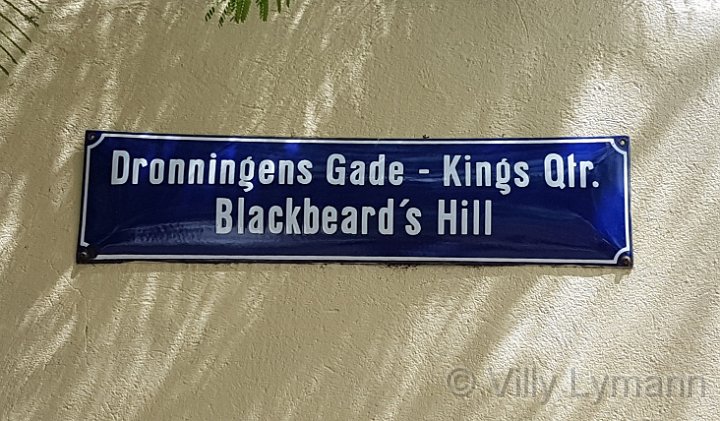 Dronningens Gade - Kings Qtr.
Blackbeard´s Hill
© Villy Lymann